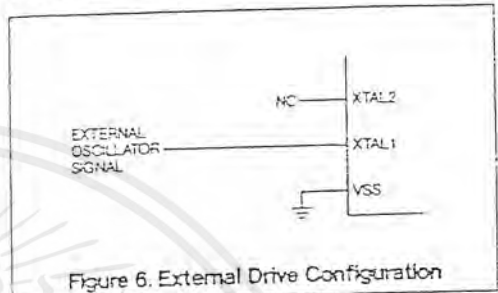 NC
XTAL2
EXTERNAL
OSCILLATOR
SIGNAL
XTAL1
VSS
Figure 6. External Drive Configuration